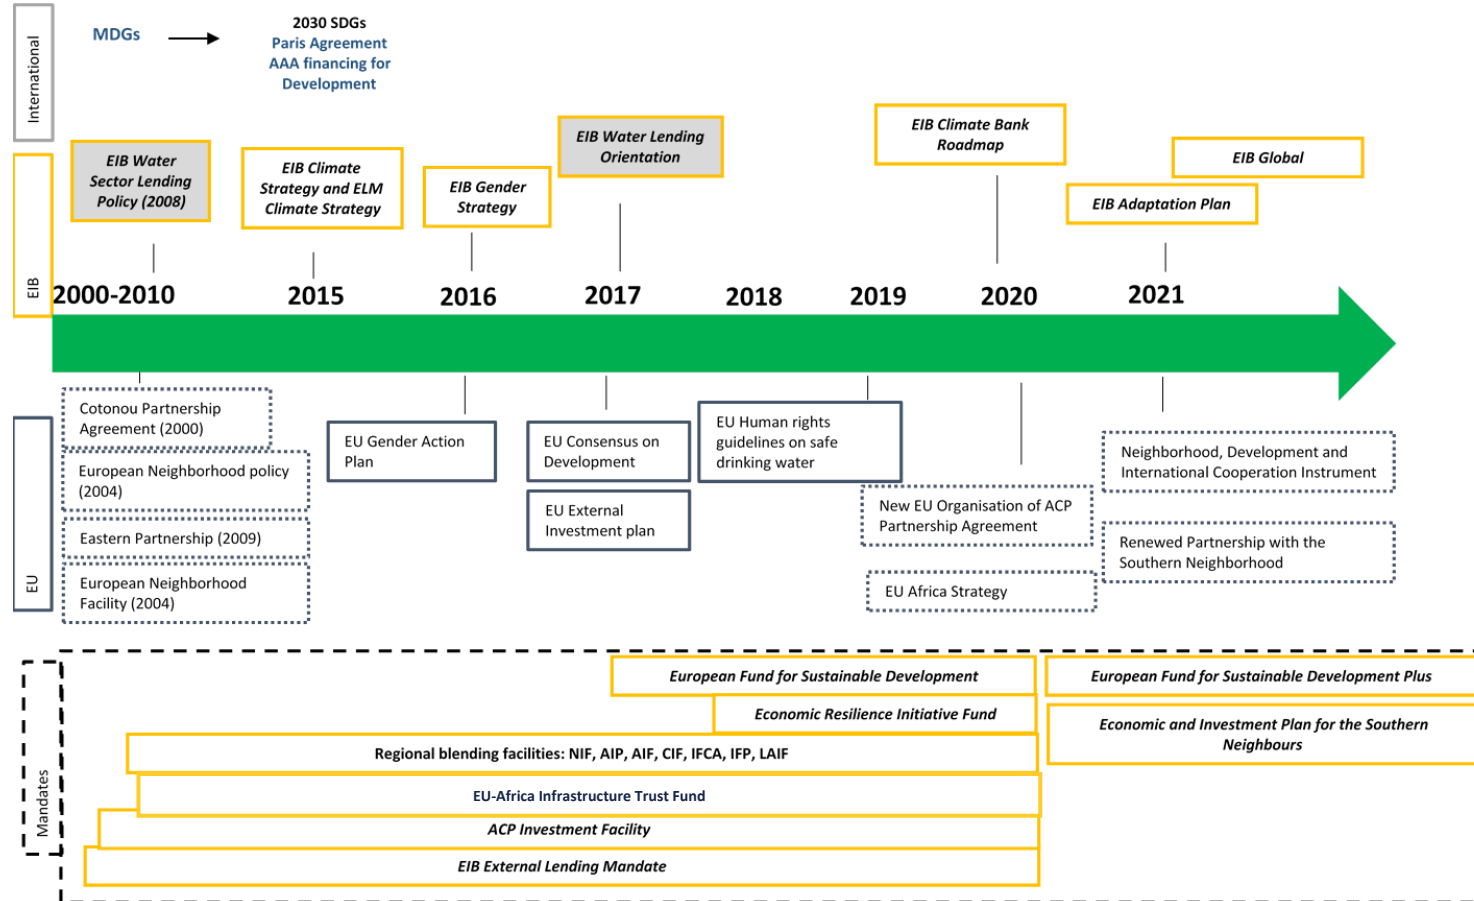 International
MDGs
2030 SDGs
Paris Agreement
AAA financing for
Development
EIB
EIB Water
Sector Lending
Policy (2008)
EIB Climate
Strategy and ELM
Climate Strategy
EIB Gender
Strategy
EIB Water Lending
Orientation
EIB Climate Bank
Roadmap
EIB Global
EIB Adaptation Plan
2000-2010
2015
2016
2017
2018
2019
2020
2021
EU
Cotonou Partnership
Agreement (2000)
European Neighborhood policy
(2004)
Eastern Partnership (2009)
European Neighborhood
Facility (2004)
EU Gender Action
Plan
EU Consensus on
Development
EU External
Investment plan
EU Human rights
guidelines on safe
drinking water
New EU Organisation of ACP
Partnership Agreement
EU Africa Strategy
Neighborhood, Development and
International Cooperation Instrument
Renewed Partnership with the
Southern Neighborhood
Mandates
European Fund for Sustainable Development
European Fund for Sustainable Development Plus
Economic Resilience Initiative Fund
Economic and Investment Plan for the Southern
Neighbours
Regional blending facilities: NIF, AIP, AIF, CIF, IFCA, IFP, LAIF
EU-Africa Infrastructure Trust Fund
ACP Investment Facility
EIB External Lending Mandate